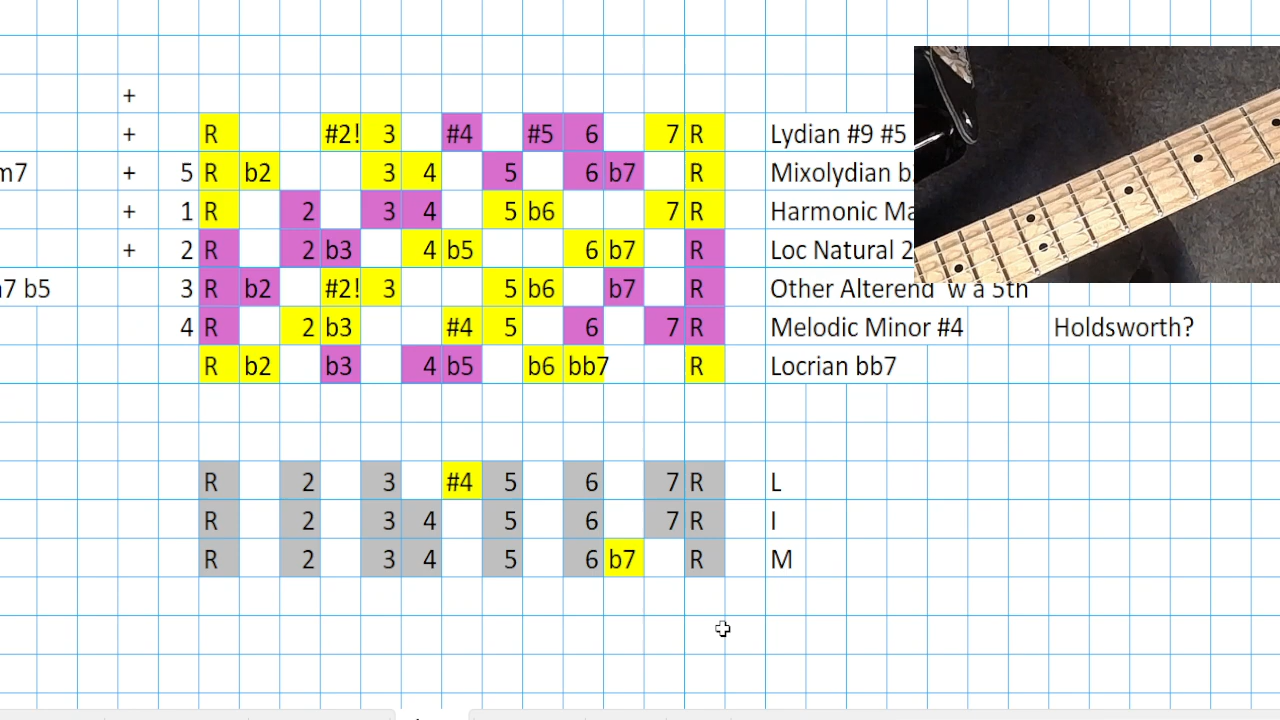 +
+ R #2! 3 #4 #5 6 7 R Lydian #9 #5
m7 + 5 R b2 3 4 5 6 b7 R Mixolydian
+ 1 R 2 3 4 5 b6 7 R Harmonic
+ 2 R 2 b3 4 b5 6 b7 R Loc Natural 2
b5 3 R b2 #2! 3 5 b6 b7 R Other Alterend w a 5th
4 R 2 b3 #4 5 6 7 R Melodic Minor #4 Holdsworth?
R b2 b3 4 b5 b6 bb7 R Locrian bb7
R 2 3 #4 5 6 7 R L
R 2 3 4 5 6 7 R I
R 2 3 4 5 6 b7 R M